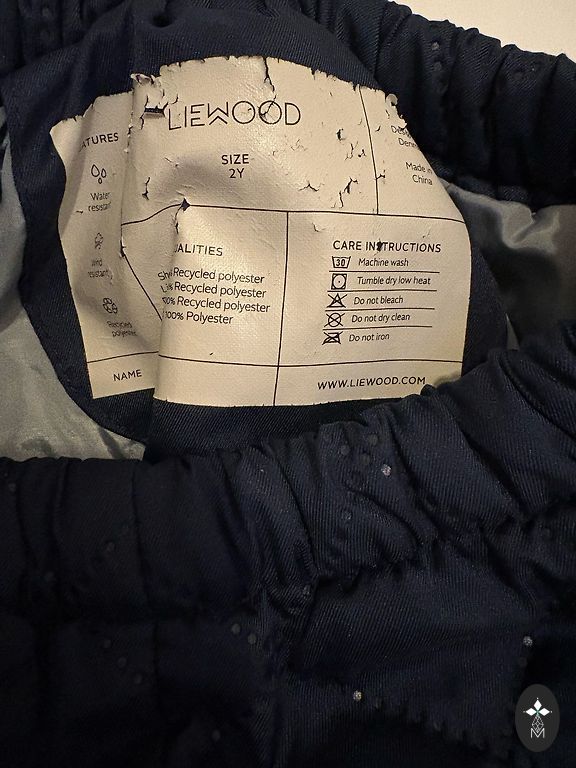 LIEWOOD
SIZE
2Y
Made in
China
Water
resistant
Wind
resistant
Recycled
polyester
Recycled polyester
Recycled polyester
Recycled polyester
100% Polyester
CARE INSTRUCTIONS
30 Machine wash
Tumble dry low heat
Do not bleach
Do not dry clean
Do not iron
NAME
WWW.LIEWOOD.COM
M